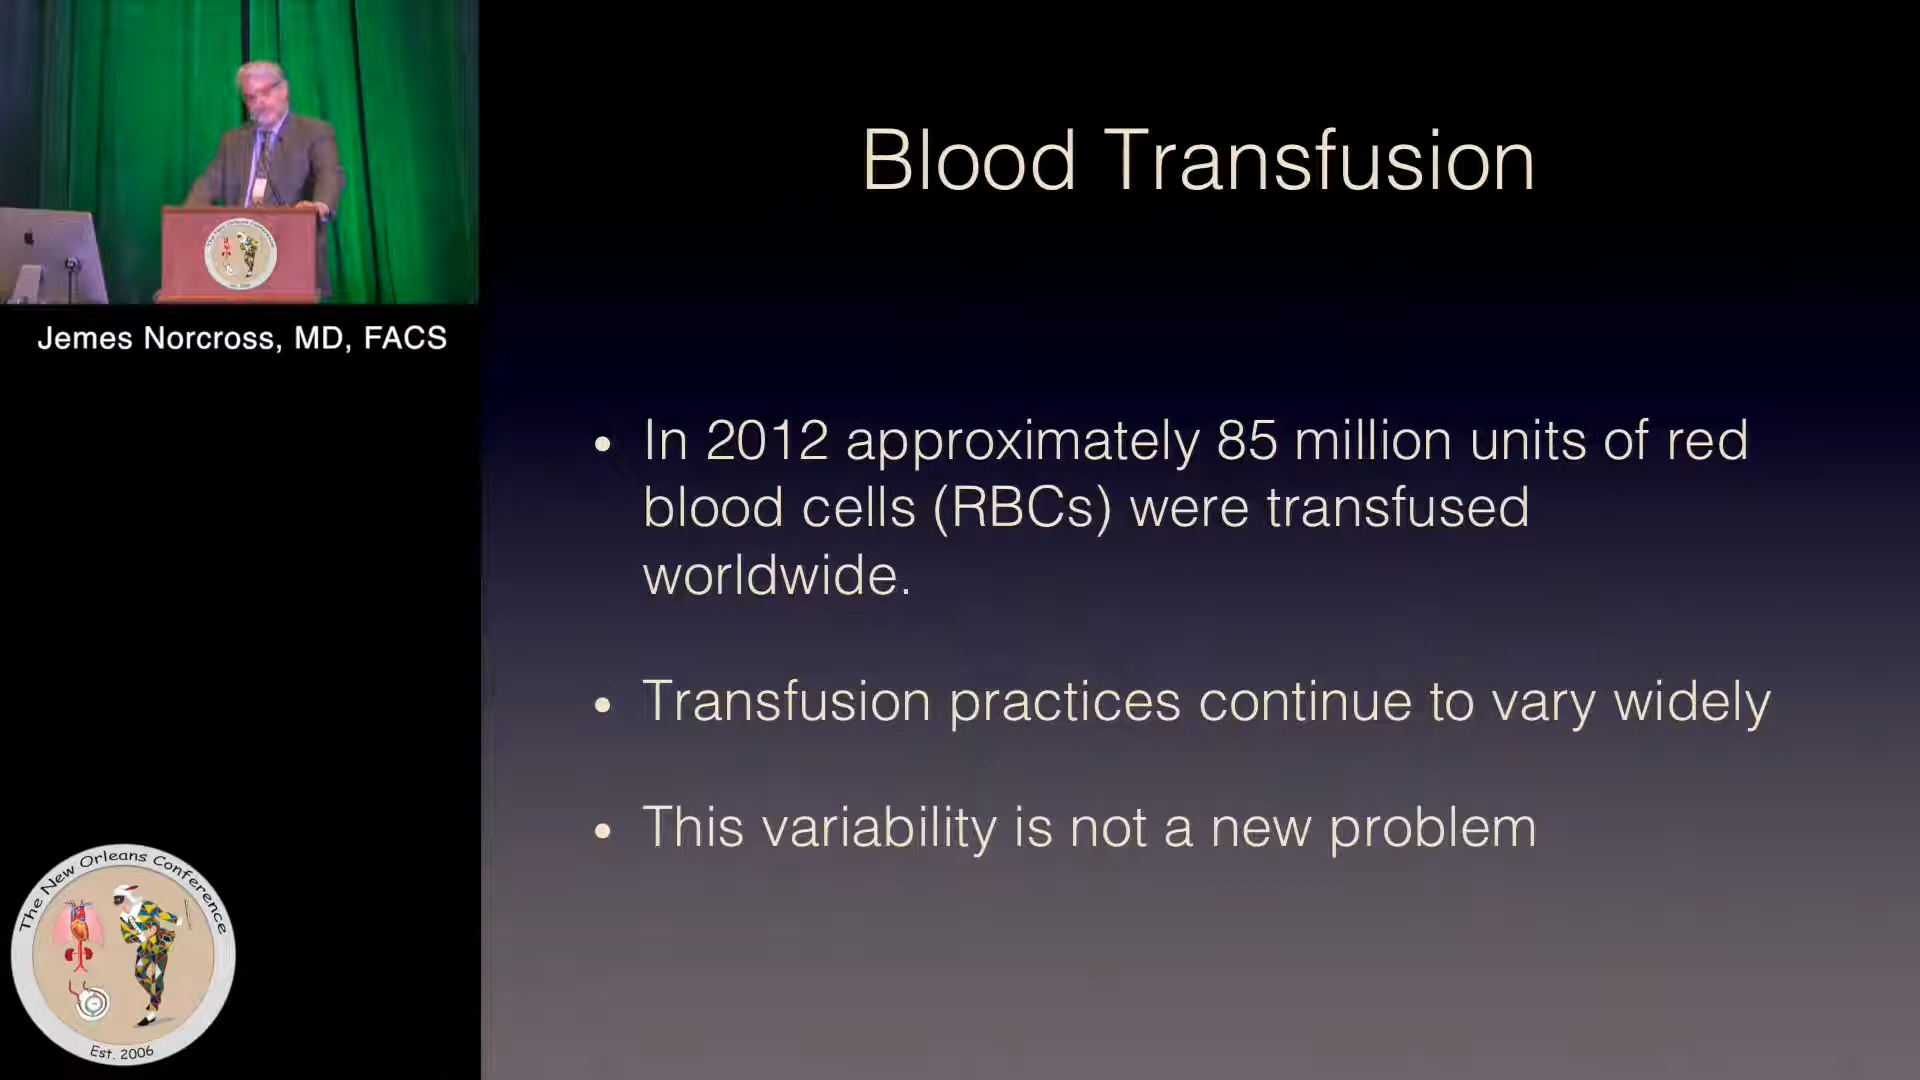 Jemes Norcross, MD, FACS
Blood Transfusion
• In 2012 approximately 85 million units of red
blood cells (RBCs) were transfused
worldwide.
• Transfusion practices continue to vary widely
• This variability is not a new problem
The New Orleans Conference
Est. 2006